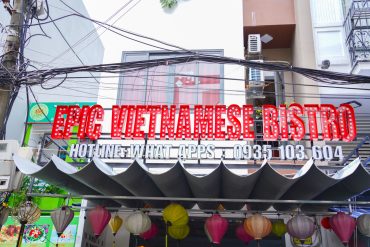 EPIC VIETNAMESE BISTRO
HOTLINE WHAT APPS : 0935 103 604